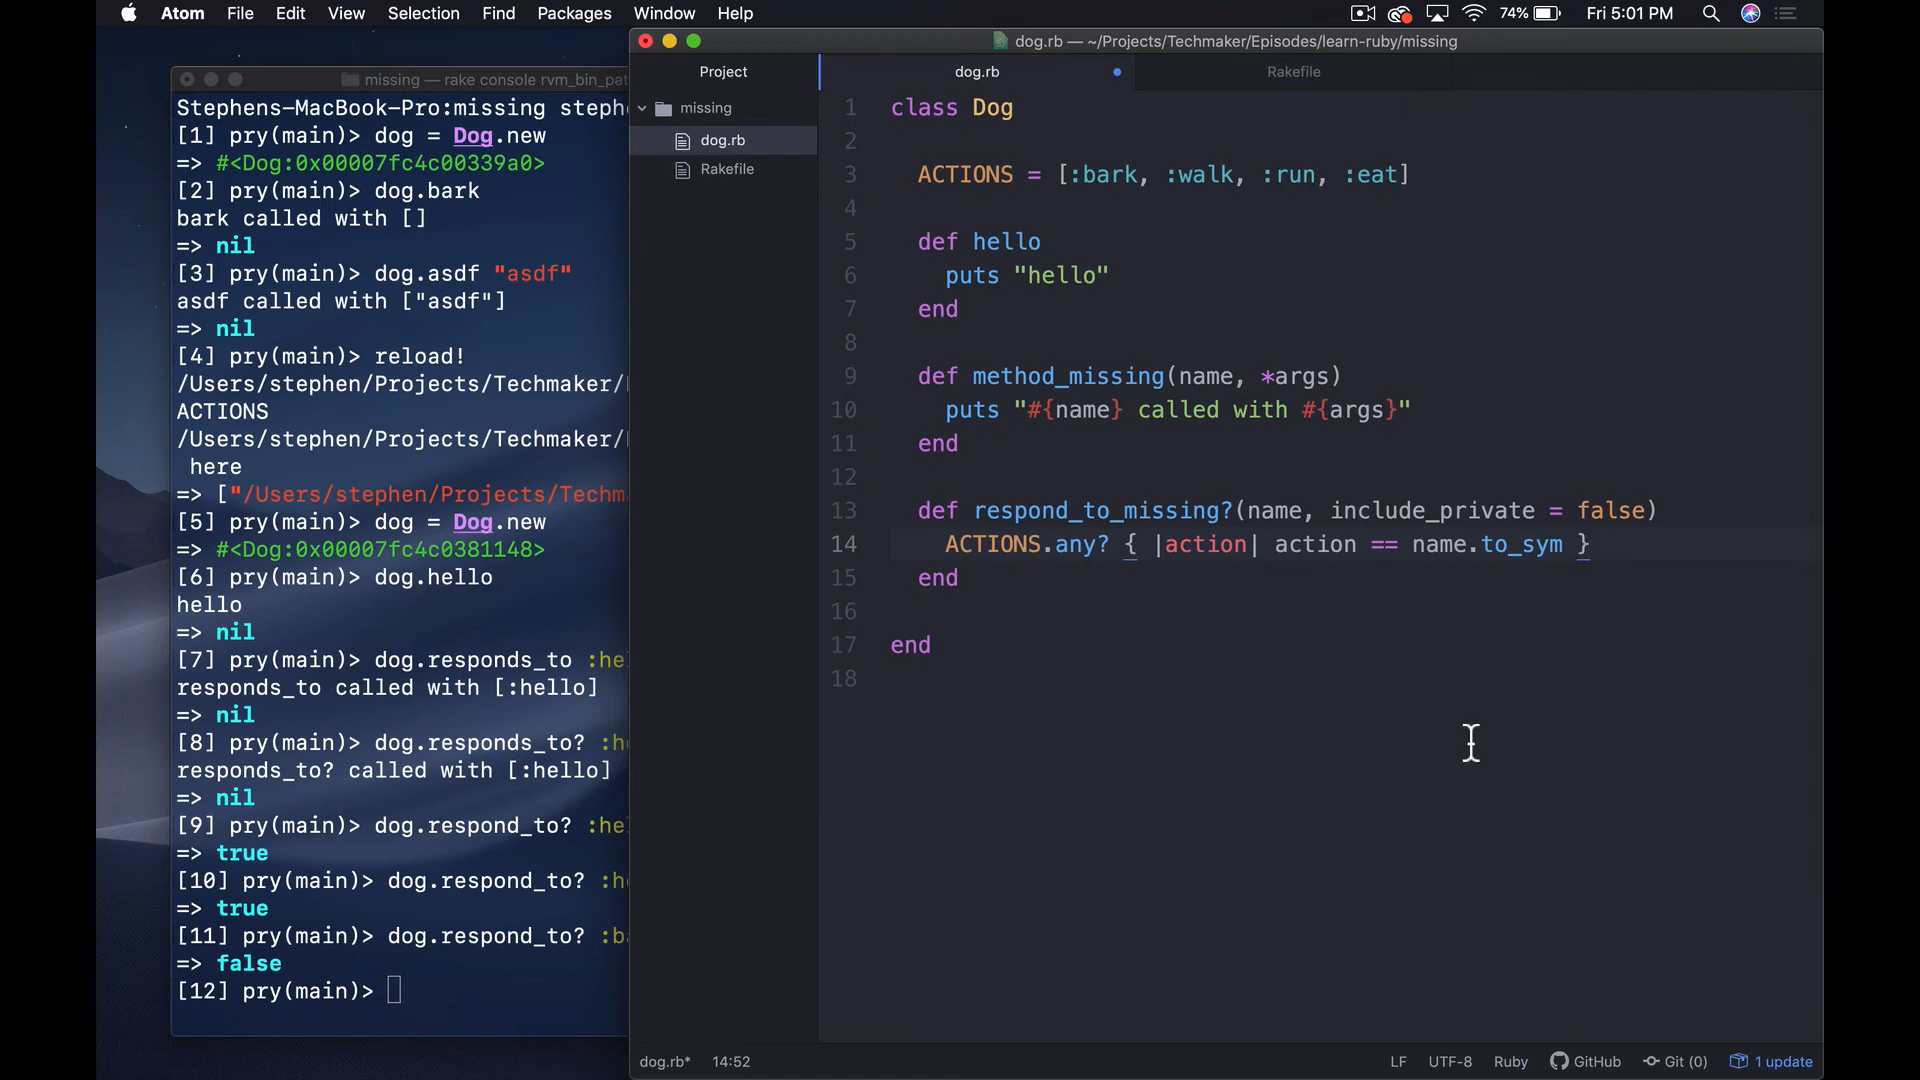 Atom File Edit View Selection Find Packages Window Help 74% Fri 5:01 PM
missing — rake console rvm_bin_pat
Stephens-MacBook-Pro:missing steph
[1] pry(main)> dog = Dog.new
=> #<Dog:0x00007fc4c00339a0>
[2] pry(main)> dog.bark
bark called with []
=> nil
[3] pry(main)> dog.asdf "asdf"
asdf called with ["asdf"]
=> nil
[4] pry(main)> reload!
/Users/stephen/Projects/Techmaker/
ACTIONS
/Users/stephen/Projects/Techmaker/
here
=> ["/Users/stephen/Projects/Techm
[5] pry(main)> dog = Dog.new
=> #<Dog:0x00007fc4c0381148>
[6] pry(main)> dog.hello
hello
=> nil
[7] pry(main)> dog.responds_to :he
responds_to called with [:hello]
=> nil
[8] pry(main)> dog.responds_to? :h
responds_to? called with [:hello]
=> nil
[9] pry(main)> dog.respond_to? :he
=> true
[10] pry(main)> dog.respond_to? :h
=> true
[11] pry(main)> dog.respond_to? :b
=> false
[12] pry(main)>
dog.rb — ~/Projects/Techmaker/Episodes/learn-ruby/missing
Project
missing
dog.rb
Rakefile
dog.rb Rakefile
1 class Dog
2
3 ACTIONS = [:bark, :walk, :run, :eat]
4
5 def hello
6 puts "hello"
7 end
8
9 def method_missing(name, *args)
10 puts "#{name} called with #{args}"
11 end
12
13 def respond_to_missing?(name, include_private = false)
14 ACTIONS.any? { |action| action == name.to_sym }
15 end
16
17 end
18
dog.rb* 14:52 LF UTF-8 Ruby GitHub Git (0) 1 update